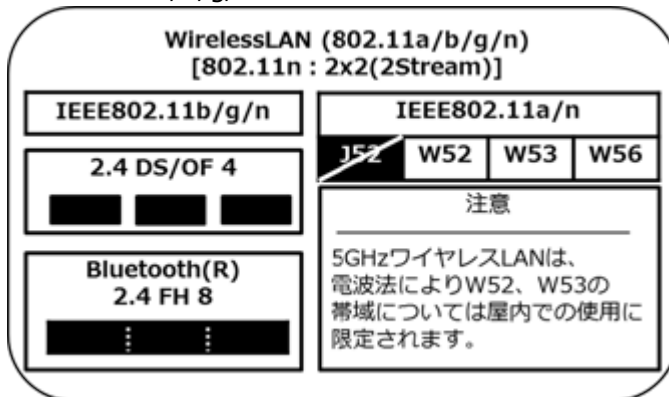 WirelessLAN (802.11a/b/g/n)
[802.11n : 2x2(2Stream)]
IEEE802.11b/g/n
2.4 DS/OF 4
Bluetooth(R)
2.4 FH 8
IEEE802.11a/n
J52 W52 W53 W56
注意
5GHzワイヤレスLANは、
電波法によりW52、W53の
帯域については屋内での使用に
限定されます。